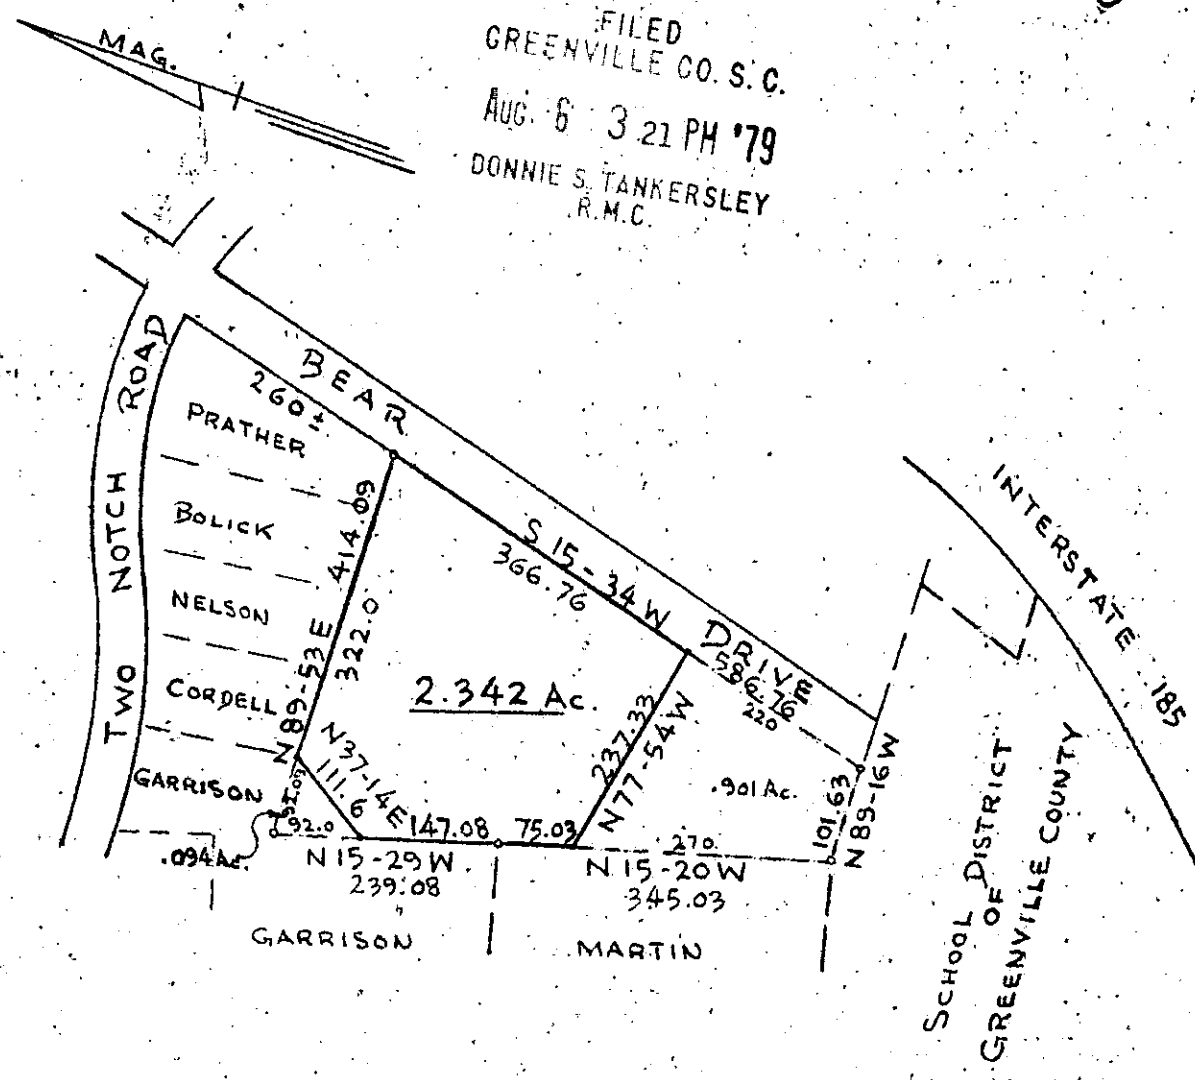 MAG.
FILED
GREENVILLE CO. S. C.
AUG. 6 3 21 PM '79
DONNIE S. TANKERSLEY
R.M.C.
TWO NOTCH ROAD
BEAR DRIVE
260±
PRATHER
BOLICK
NELSON
CORDELL
GARRISON
N 89-53 E 414.09
322.0
S 15-34 W
366.76
586.76
220
2.342 Ac.
237.33
N77-54W
.901 Ac.
101.63
N 89-16 W
N37-14E
111.6
92.09
92.0
147.08
75.03
270.
.094 Ac.
N 15-29 W
239.08
N 15-20 W
345.03
GARRISON
MARTIN
INTERSTATE 185
SCHOOL DISTRICT
OF
GREENVILLE COUNTY